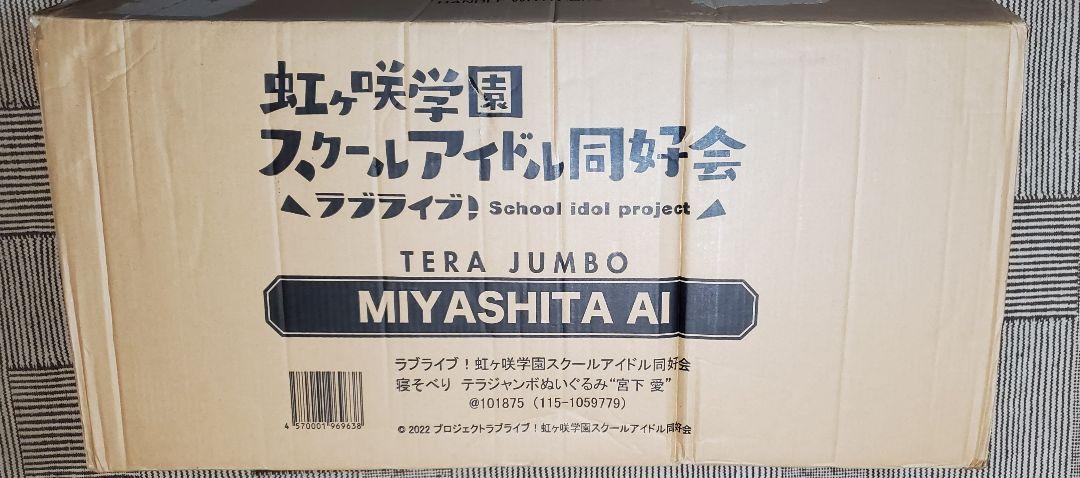 虹ヶ咲学園
スクールアイドル同好会
ラブライブ! School idol project
TERA JUMBO
MIYASHITA AI
ラブライブ！虹ヶ咲学園スクールアイドル同好会
寝そべり テラジャンボぬいぐるみ“宮下 愛”
@101875 (115-1059779)
4 570001 969638
© 2022 プロジェクトラブライブ！虹ヶ咲学園スクールアイドル同好会